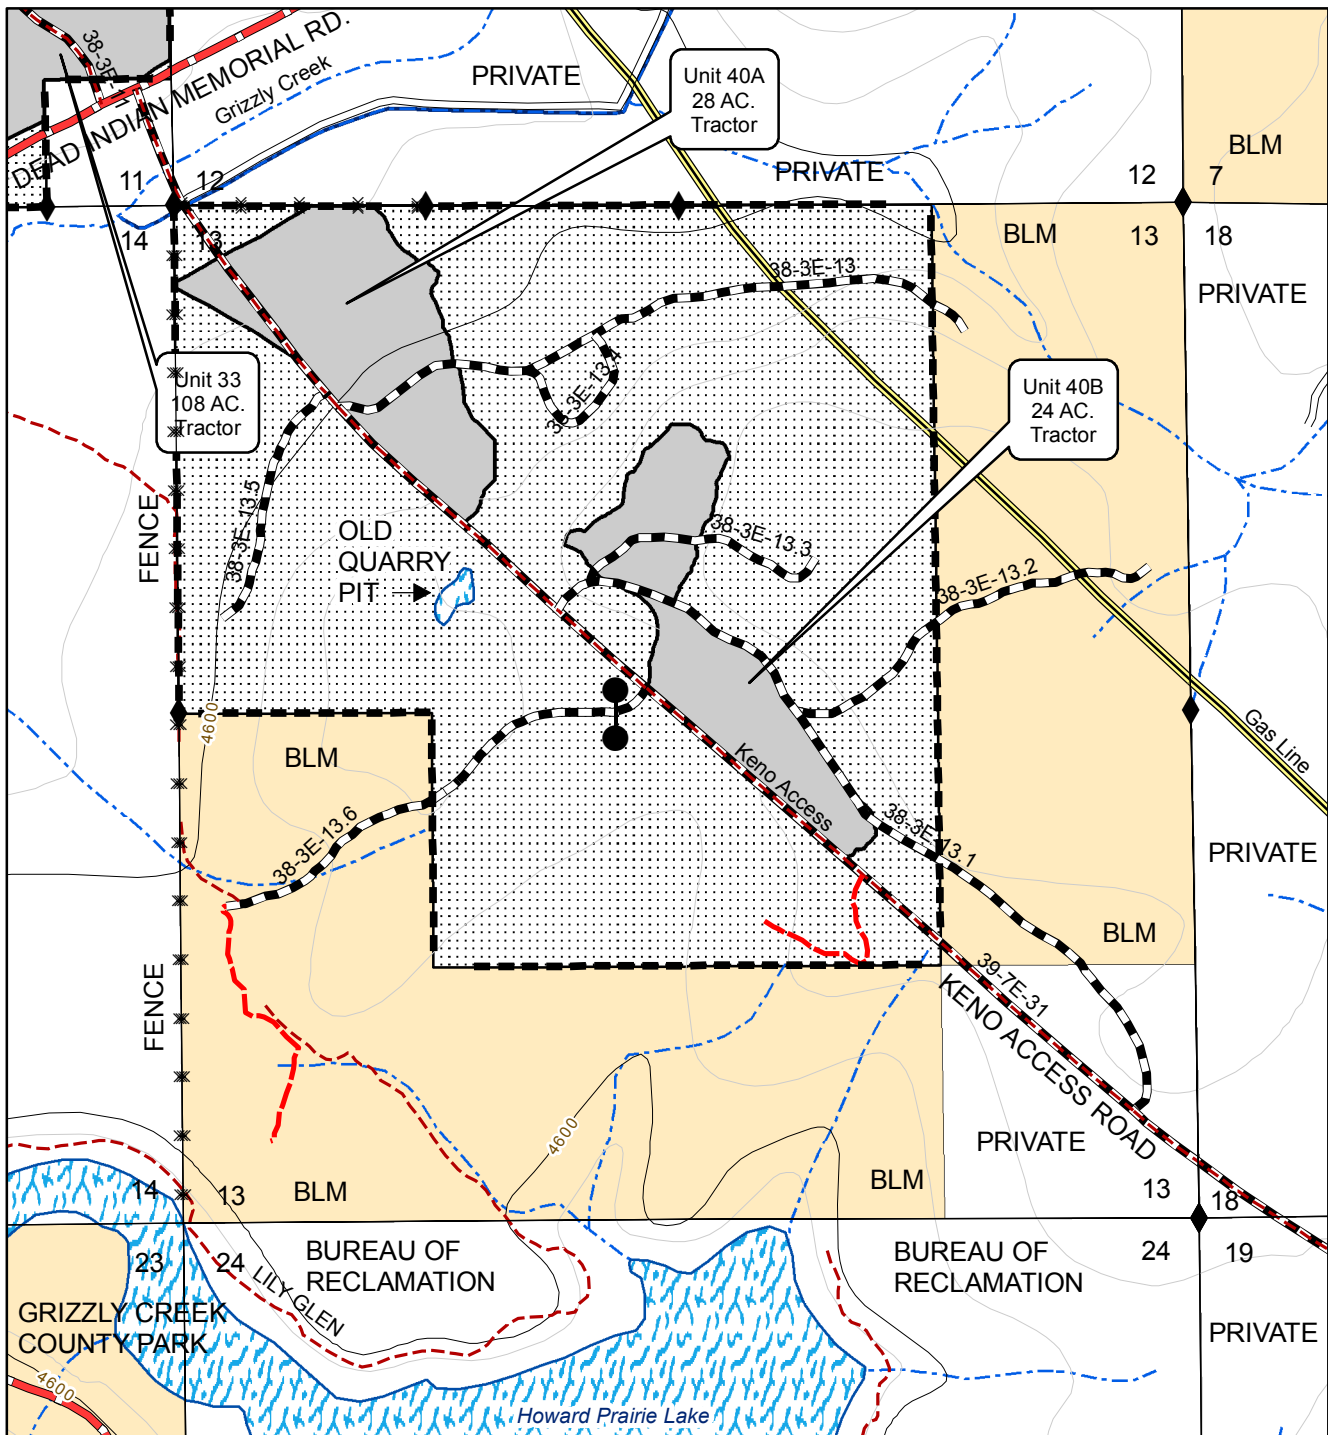 38-3E-11
DEAD INDIAN MEMORIAL RD.
Grizzly Creek
PRIVATE
Unit 40A
28 AC.
Tractor
BLM
PRIVATE
11
12
12
7
14
13
BLM
13
18
38-3E-13
PRIVATE
Unit 33
108 AC.
Tractor
38-3E-13.4
Unit 40B
24 AC.
Tractor
FENCE
38-3E-13.5
OLD
QUARRY
PIT
38-3E-13.3
38-3E-13.2
4600
BLM
Gas Line
Keno Access
38-3E-13.6
38-3E-13.1
PRIVATE
BLM
FENCE
39-7E-31
KENO ACCESS ROAD
4600
PRIVATE
14
13
BLM
BLM
13
18
23
24
LILY GLEN
BUREAU OF
RECLAMATION
BUREAU OF
RECLAMATION
24
19
GRIZZLY CREEK
COUNTY PARK
PRIVATE
4600
Howard Prairie Lake